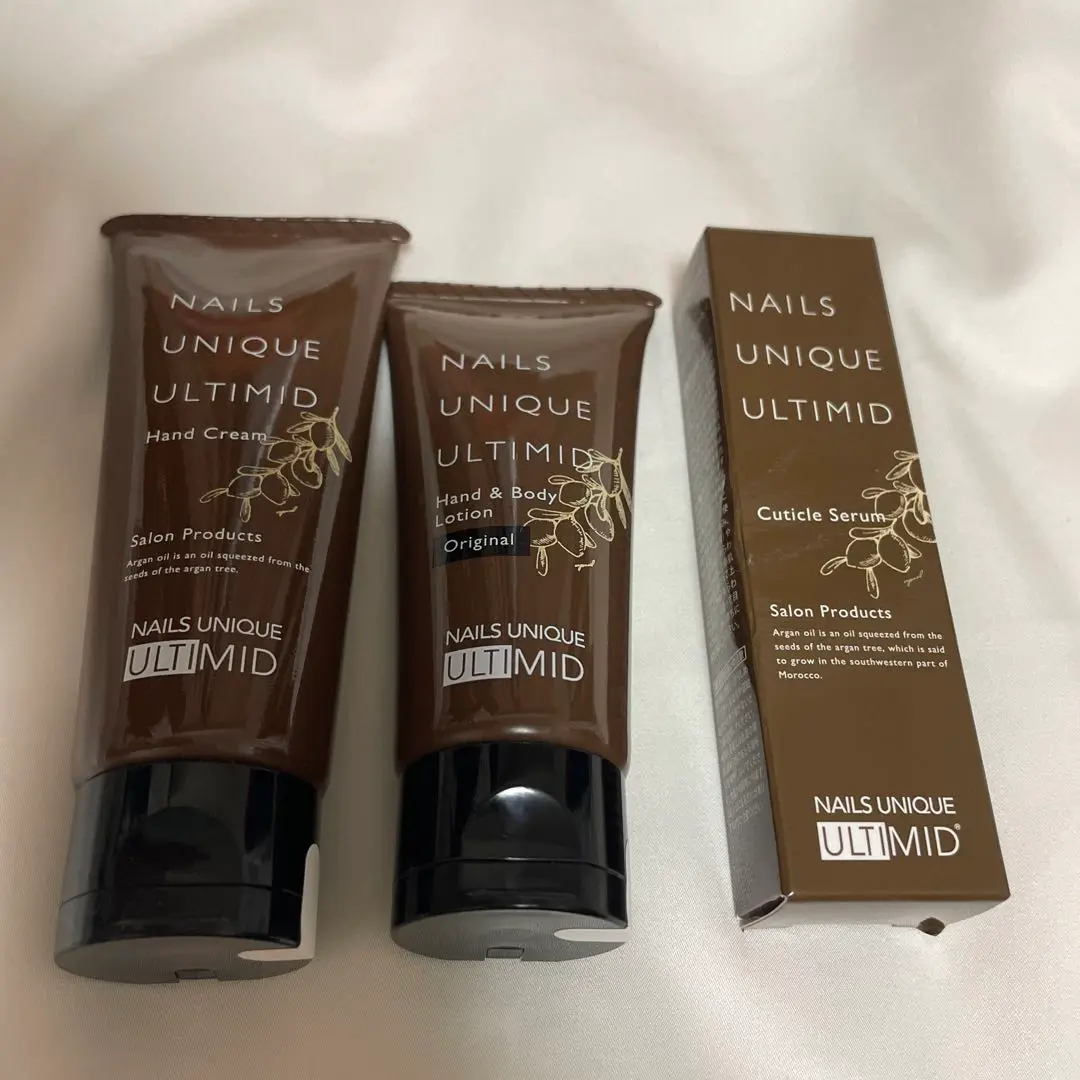 NAILS
UNIQUE
ULTIMID
Hand Cream
Salon Products
Argan oil is an oil squeezed from the
seeds of the argan tree.
NAILS UNIQUE
ULTIMID
NAILS
UNIQUE
ULTIMID
Hand & Body
Lotion
Original
NAILS UNIQUE
ULTIMID
NAILS
UNIQUE
ULTIMID
Cuticle Serum
Salon Products
Argan oil is an oil squeezed from the
seeds of the argan tree, which is said
to grow in the southwestern part of
Morocco.
NAILS UNIQUE
ULTIMID®